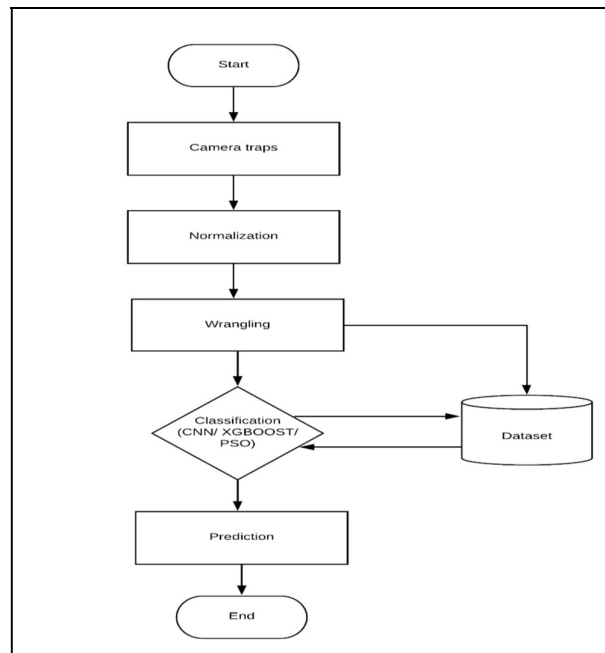 Start
Camera traps
Normalization
Wrangling
Classification
(CNN/ XGBOOST/
PSO)
Dataset
Prediction
End